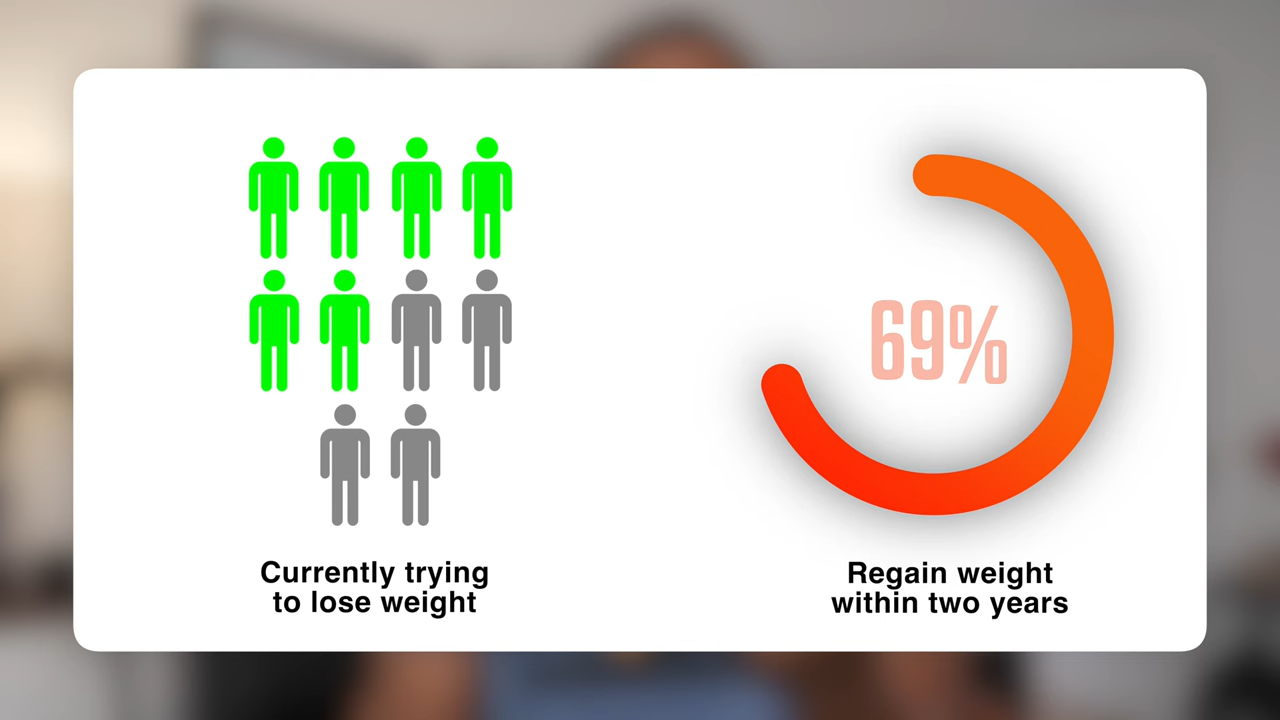 69%
Currently trying
to lose weight
Regain weight
within two years